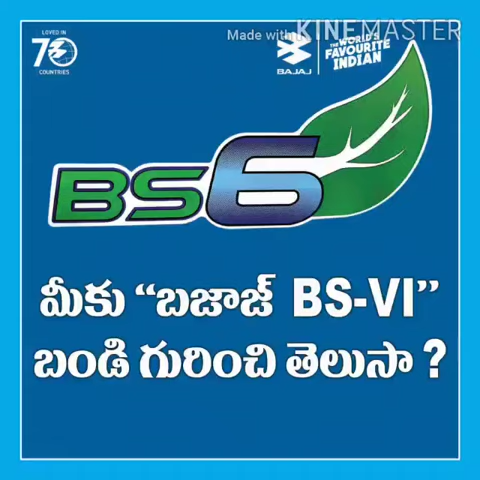 LOVED IN
70
COUNTRIES
Made with KINEMASTER
BAJAJ
THE WORLD'S
FAVOURITE
INDIAN
BS6
మీకు “బజాజ్ BS-VI”
బండి గురించి తెలుసా ?